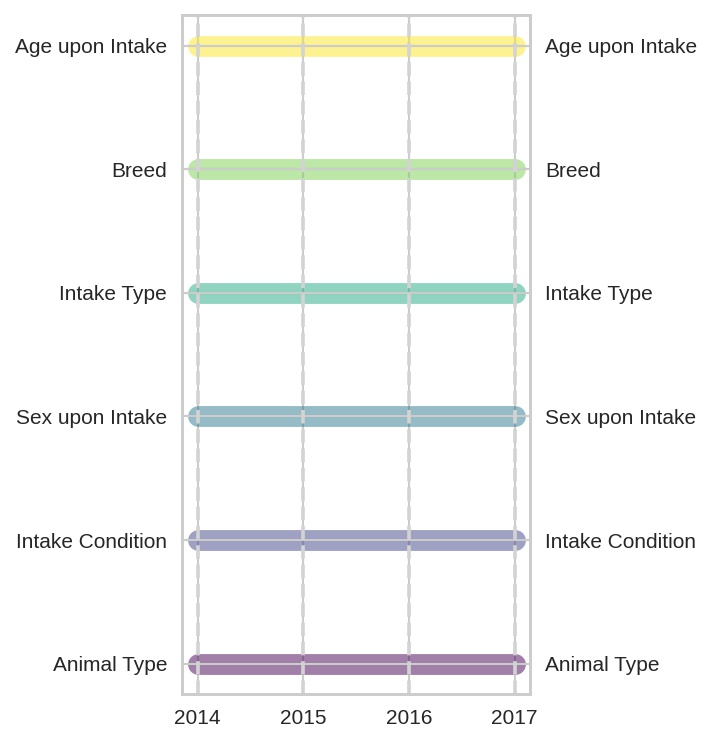 Age upon Intake Age upon Intake
Breed Breed
Intake Type Intake Type
Sex upon Intake Sex upon Intake
Intake Condition Intake Condition
Animal Type Animal Type
2014 2015 2016 2017